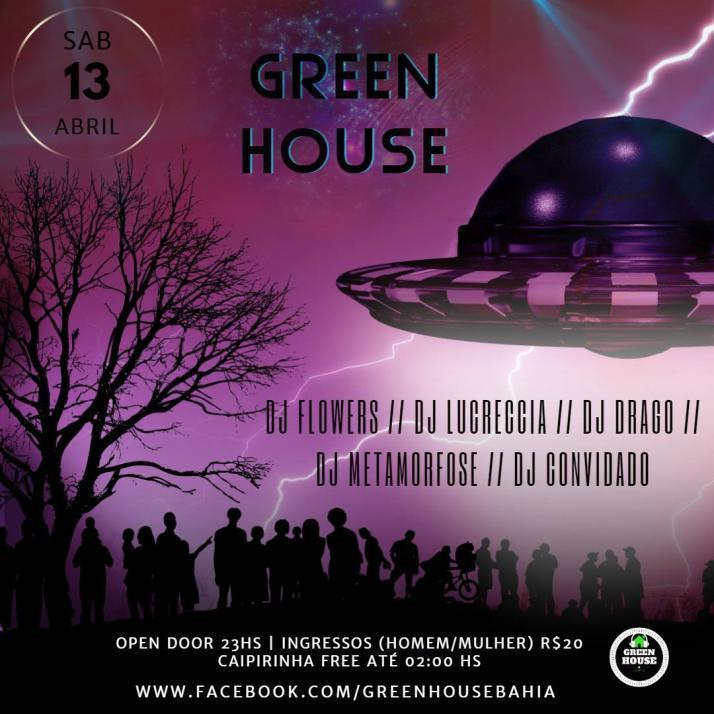 SAB
13
ABRIL
GREEN
HOUSE
DJ FLOWERS // DJ LUCRECCIA // DJ DRAGO //
DJ METAMORFOSE // DJ CONVIDADO
OPEN DOOR 23HS | INGRESSOS (HOMEM/MULHER) R$20
CAIPIRINHA FREE ATÉ 02:00 HS
WWW.FACEBOOK.COM/GREENHOUSEBAHIA
GREEN
HOUSE